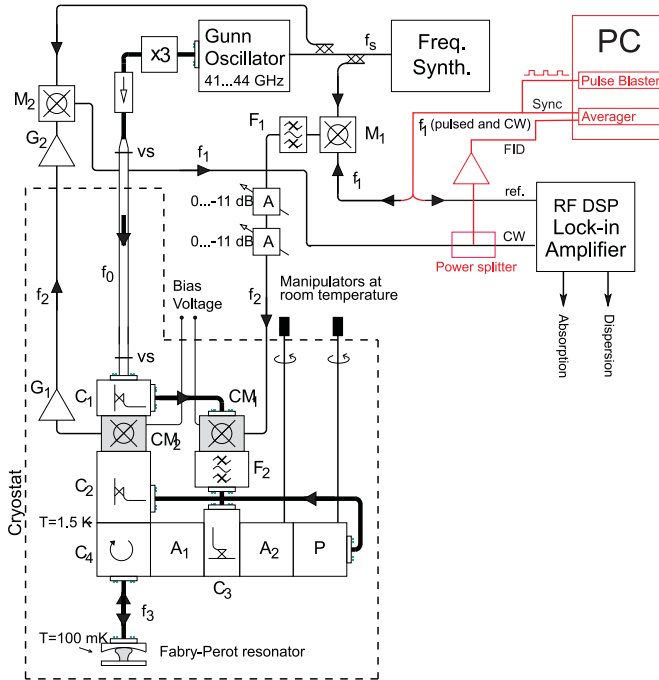 x3
Gunn
Oscillator
41...44 GHz
fs
Freq.
Synth.
PC
Pulse Blaster
Sync
Averager
M2
G2
F1
M1
f1 (pulsed and CW)
FID
vs
f1
f1
ref.
0...-11 dB
A
0...-11 dB
A
CW
RF DSP
Lock-in
Amplifier
Power splitter
f0
f2
Bias
Voltage
f2
Manipulators at
room temperature
Absorption
Dispersion
vs
G1
C1
CM1
CM2
F2
C2
Cryostat
T=1.5 K
C4
A1
A2
P
C3
f3
T=100 mK
Fabry-Perot resonator